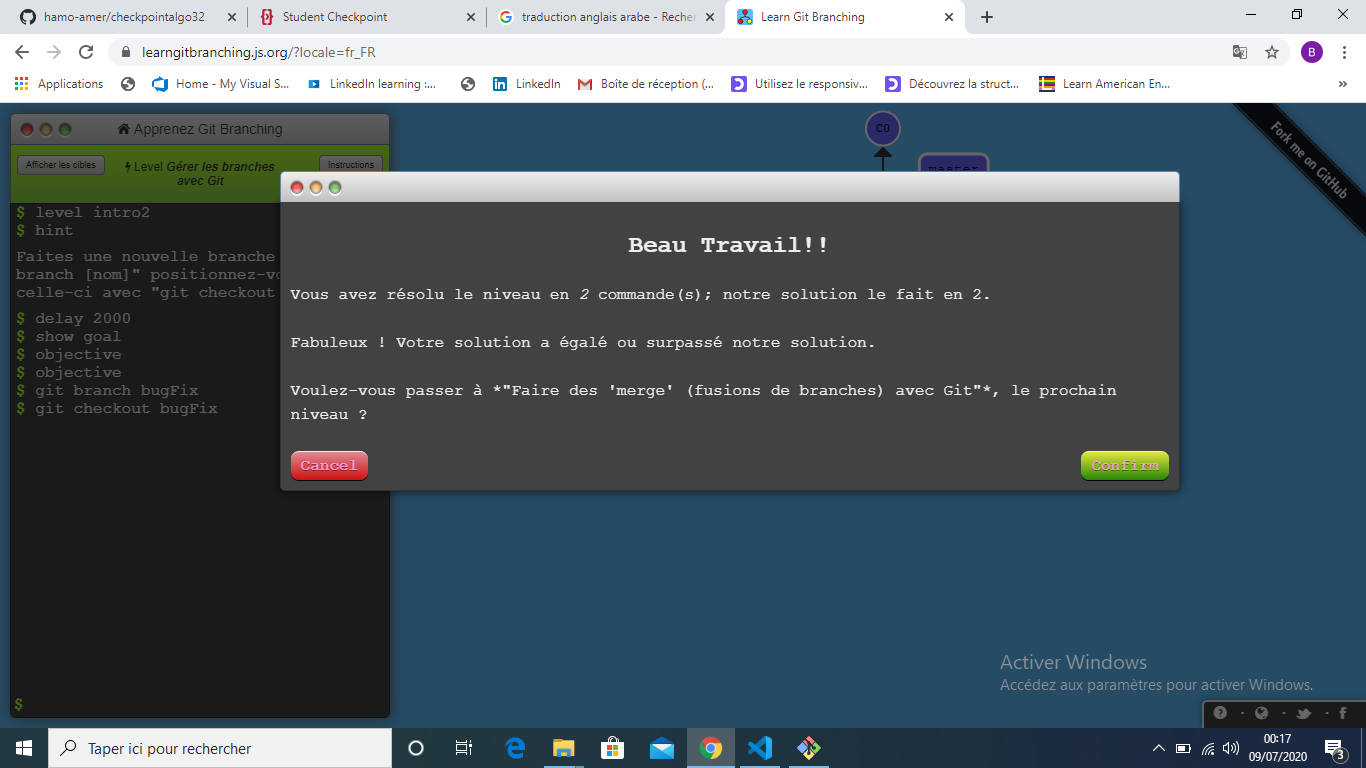 hamo-amer/checkpointalgo32
Student Checkpoint
traduction anglais arabe - Recher
Learn Git Branching
learngitbranching.js.org/?locale=fr_FR
B
Applications
Home - My Visual S...
LinkedIn learning :...
LinkedIn
Boîte de réception (...
Utilisez le responsiv...
Découvrez la struct...
Learn American En...
»
Apprenez Git Branching
Afficher les cibles
Level Gérer les branches
avec Git
Instructions
C0
master
Fork me on GitHub
$ level intro2
$ hint
Faites une nouvelle branche
branch [nom]" positionnez-vo
celle-ci avec "git checkout
$ delay 2000
$ show goal
$ objective
$ objective
$ git branch bugFix
$ git checkout bugFix
$
Beau Travail!!
Vous avez résolu le niveau en 2 commande(s); notre solution le fait en 2.
Fabuleux ! Votre solution a égalé ou surpassé notre solution.
Voulez-vous passer à *"Faire des 'merge' (fusions de branches) avec Git"*, le prochain
niveau ?
Cancel
Confirm
Activer Windows
Accédez aux paramètres pour activer Windows.
Taper ici pour rechercher
00:17
09/07/2020
3